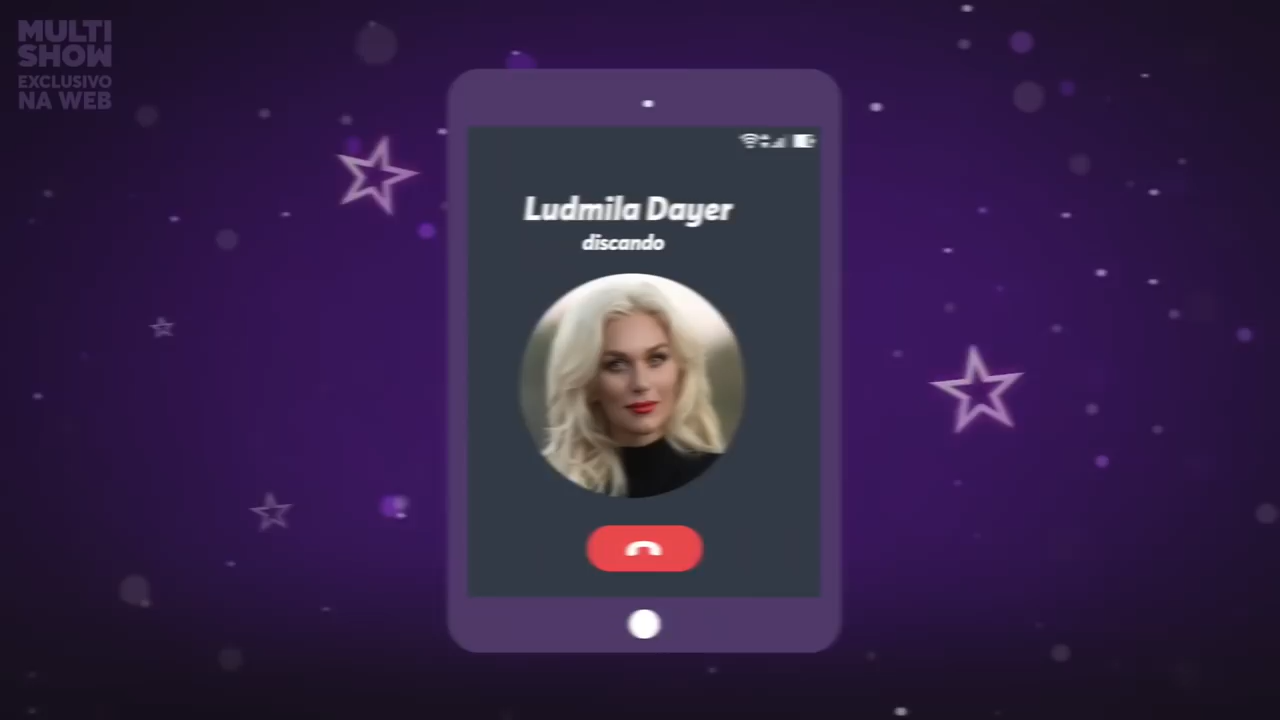 MULTI
SHOW
EXCLUSIVO
NA WEB
Ludmila Dayer
discando